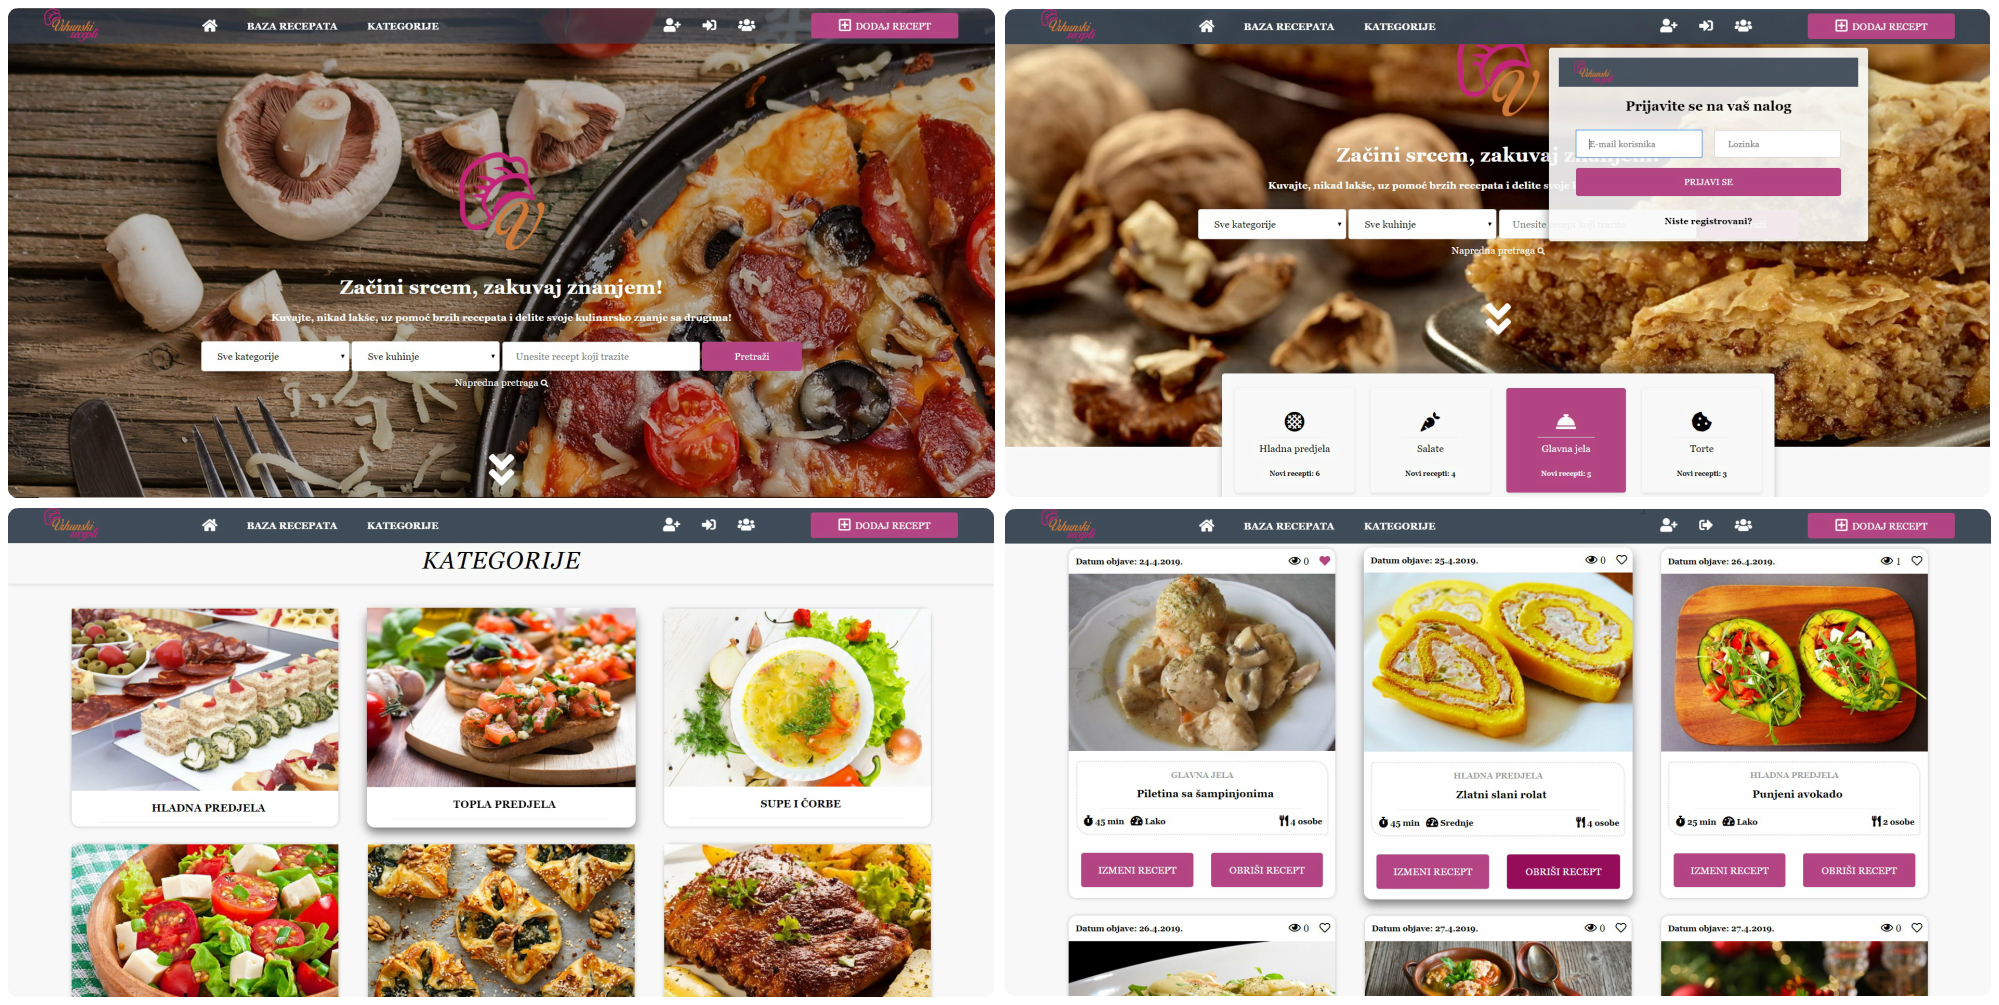 Vrhunski
recepti
BAZA RECEPATA
KATEGORIJE
DODAJ RECEPT
V
Začini srcem, zakuvaj znanjem!
Kuvajte, nikad lakše, uz pomoć brzih recepata i delite svoje kulinarsko znanje sa drugima!
Sve kategorije
Sve kuhinje
Unesite recept koji trazite
Pretraži
Napredna pretraga
Vrhunski
recepti
BAZA RECEPATA
KATEGORIJE
DODAJ RECEPT
V
Vrhunski
recepti
Prijavite se na vaš nalog
E-mail korisnika
Lozinka
PRIJAVI SE
Niste registrovani?
Začini srcem, zakuvaj znanjem!
Kuvajte, nikad lakše, uz pomoć brzih recepata i delite svoje
Sve kategorije
Sve kuhinje
Unesite recept koji trazite
Napredna pretraga
Hladna predjela
Novi recepti: 6
Salate
Novi recepti: 4
Glavna jela
Novi recepti: 5
Torte
Novi recepti: 3
Vrhunski
recepti
BAZA RECEPATA
KATEGORIJE
DODAJ RECEPT
KATEGORIJE
HLADNA PREDJELA
TOPLA PREDJELA
SUPE I ČORBE
Vrhunski
recepti
BAZA RECEPATA
KATEGORIJE
DODAJ RECEPT
Datum objave: 24.4.2019.
0
Datum objave: 25.4.2019.
0
Datum objave: 26.4.2019.
1
GLAVNA JELA
Piletina sa šampinjonima
45 min
Lako
4 osobe
IZMENI RECEPT
OBRIŠI RECEPT
HLADNA PREDJELA
Zlatni slani rolat
45 min
Srednje
4 osobe
IZMENI RECEPT
OBRIŠI RECEPT
HLADNA PREDJELA
Punjeni avokado
25 min
Lako
2 osobe
IZMENI RECEPT
OBRIŠI RECEPT
Datum objave: 26.4.2019.
0
Datum objave: 27.4.2019.
0
Datum objave: 27.4.2019.
0